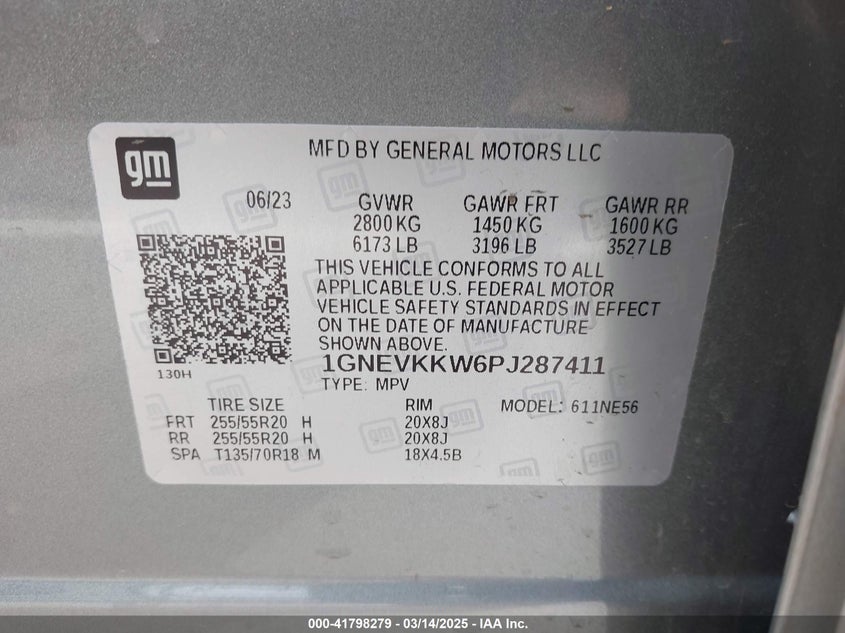 gm
MFD BY GENERAL MOTORS LLC
06/23 GVWR GAWR FRT GAWR RR
2800 KG 1450 KG 1600 KG
6173 LB 3196 LB 3527 LB
THIS VEHICLE CONFORMS TO ALL
APPLICABLE U.S. FEDERAL MOTOR
VEHICLE SAFETY STANDARDS IN EFFECT
ON THE DATE OF MANUFACTURE
SHOWN ABOVE.
1GNEVKKW6PJ287411
130H
TYPE: MPV
TIRE SIZE RIM MODEL: 611NE56
FRT 255/55R20 H 20X8J
RR 255/55R20 H 20X8J
SPA T135/70R18 M 18X4.5B
000-41798279 - 03/14/2025 - IAA Inc.